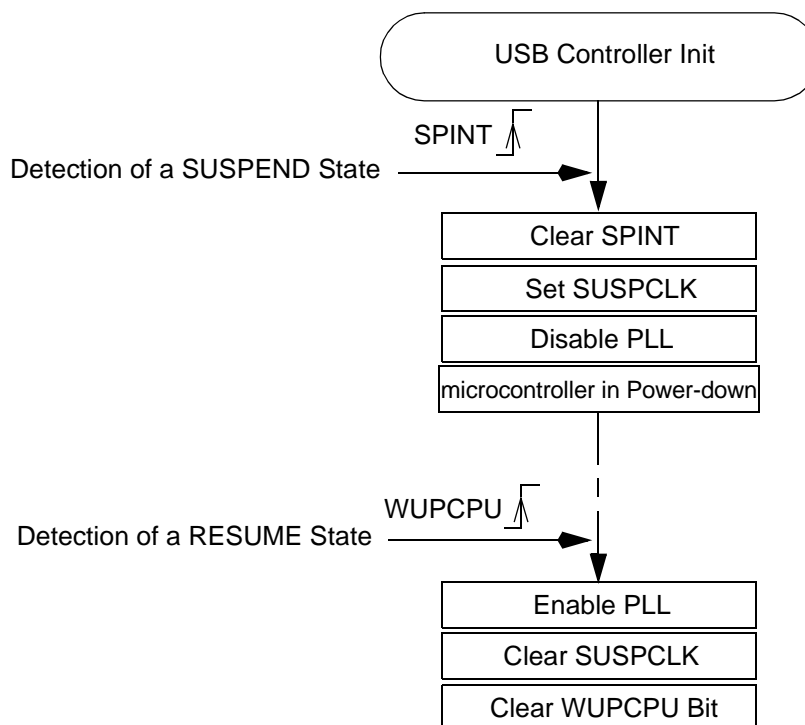 USB Controller Init
SPINT
Detection of a SUSPEND State
Clear SPINT
Set SUSPCLK
Disable PLL
microcontroller in Power-down
WUPCPU
Detection of a RESUME State
Enable PLL
Clear SUSPCLK
Clear WUPCPU Bit